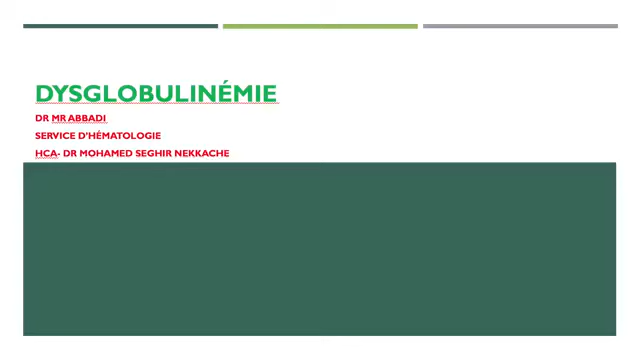 DYSGLOBULINÉMIE
DR MR ABBADI
SERVICE D'HÉMATOLOGIE
HCA- DR MOHAMED SEGHIR NEKKACHE